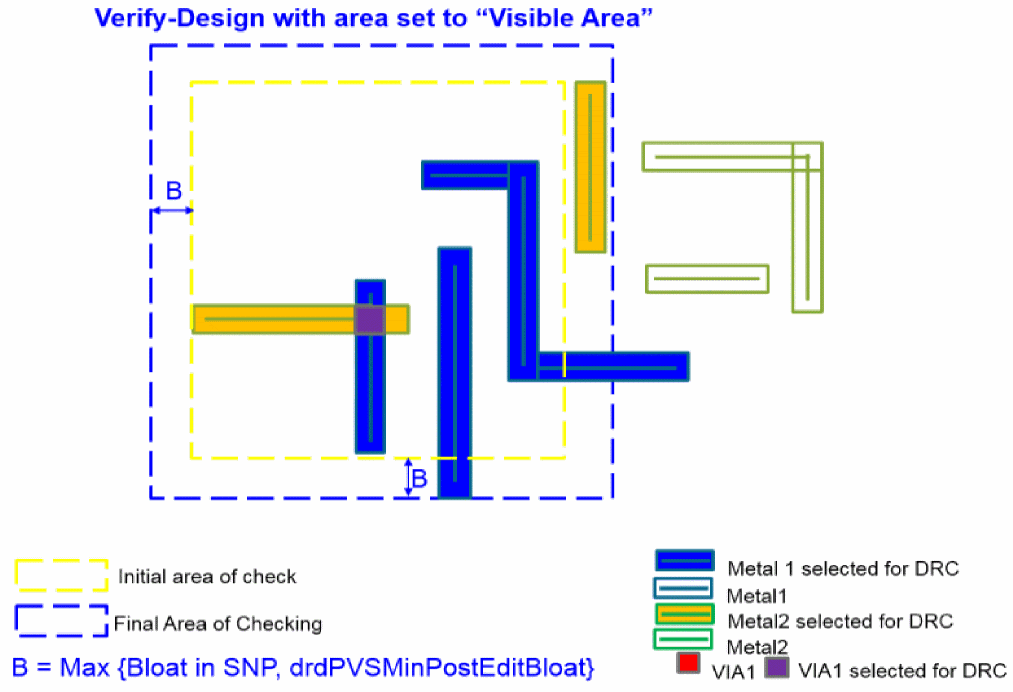 Verify-Design with area set to “Visible Area”
B
B
Initial area of check
Final Area of Checking
B = Max {Bloat in SNP, drdPVSMinPostEditBloat}
Metal 1 selected for DRC
Metal1
Metal2 selected for DRC
Metal2
VIA1 VIA1 selected for DRC